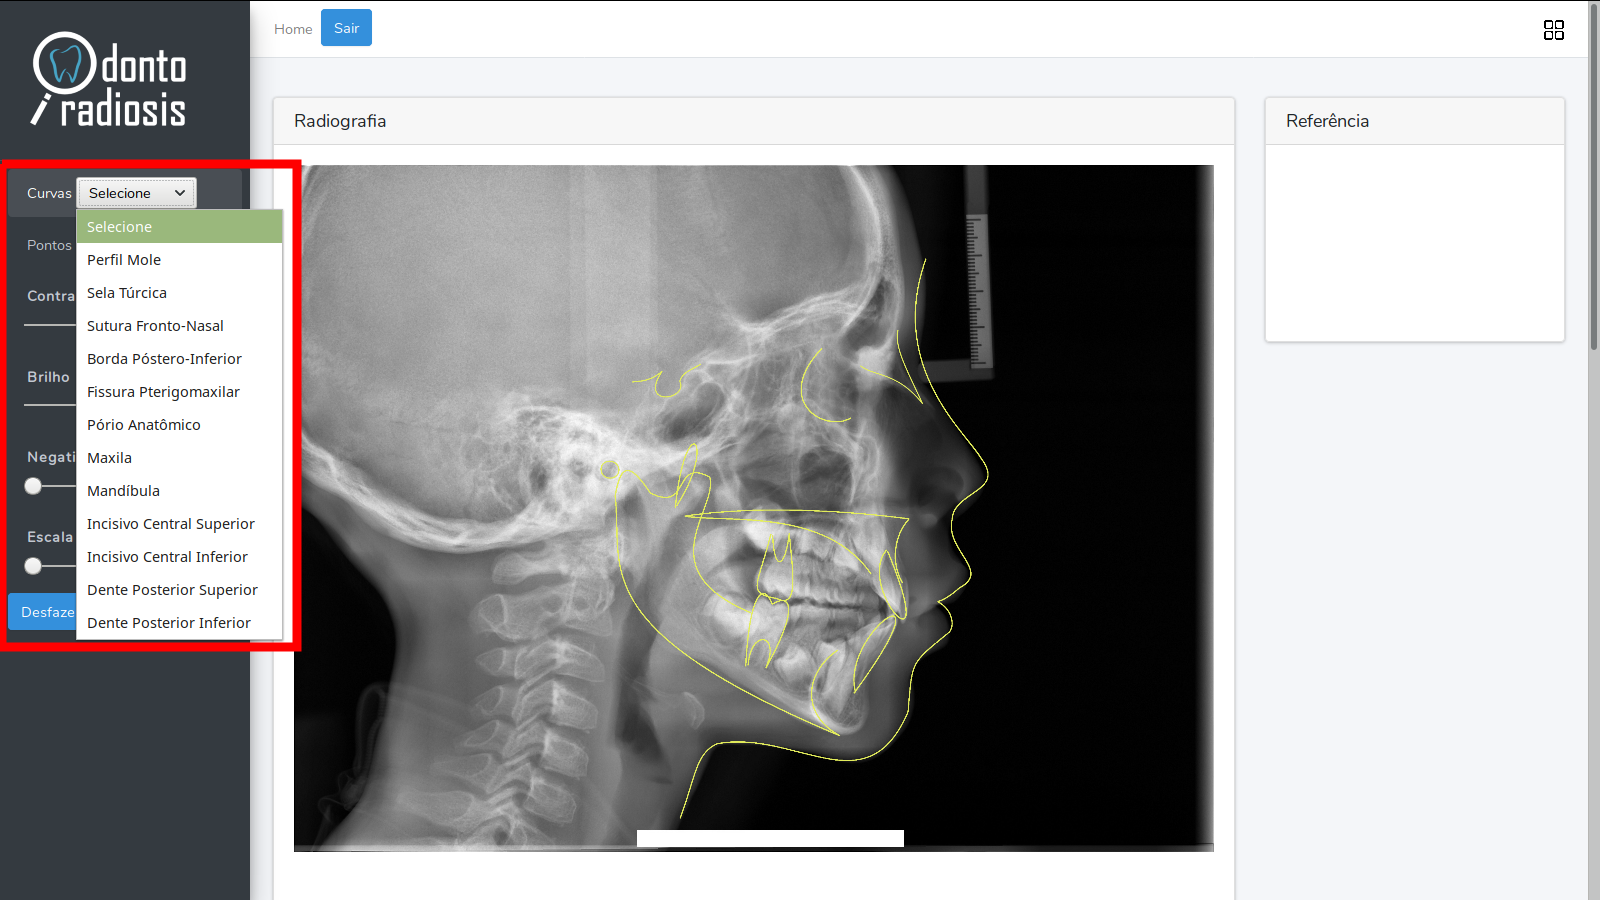 Odonto
radiosis
Home
Sair
Curvas
Selecione
Selecione
Perfil Mole
Sela Túrcica
Sutura Fronto-Nasal
Borda Póstero-Inferior
Fissura Pterigomaxilar
Pório Anatômico
Maxila
Mandíbula
Incisivo Central Superior
Incisivo Central Inferior
Dente Posterior Superior
Dente Posterior Inferior
Pontos
Contra
Brilho
Negati
Escala
Desfaze
Radiografia
Referência